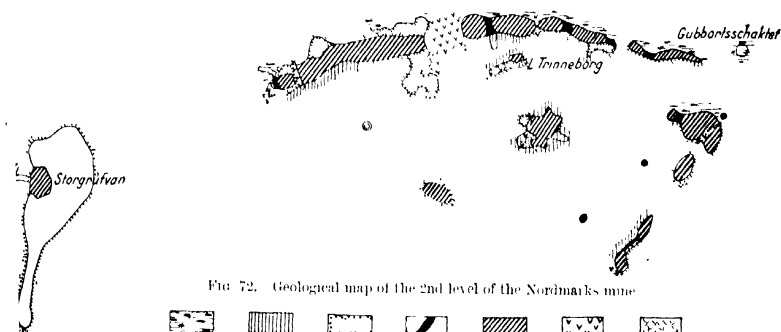 Gubbortsschaktet
L Trinneborg
Storgrufvan
FIG 72. Geological map of the 2nd level of the Nordmarks mine